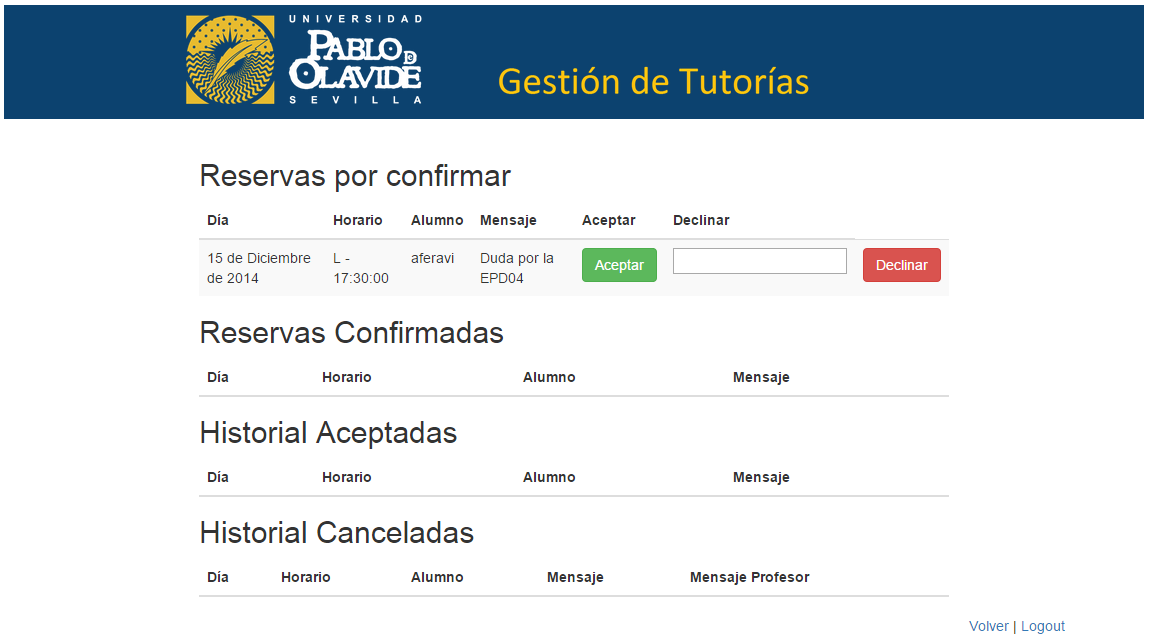 UNIVERSIDAD
PABLO DE
OLAVIDE
SEVILLA
Gestión de Tutorías
Reservas por confirmar
Día Horario Alumno Mensaje Aceptar Declinar
15 de Diciembre L - aferavi Duda por la Aceptar Declinar
de 2014 17:30:00 EPD04
Reservas Confirmadas
Día Horario Alumno Mensaje
Historial Aceptadas
Día Horario Alumno Mensaje
Historial Canceladas
Día Horario Alumno Mensaje Mensaje Profesor
Volver | Logout